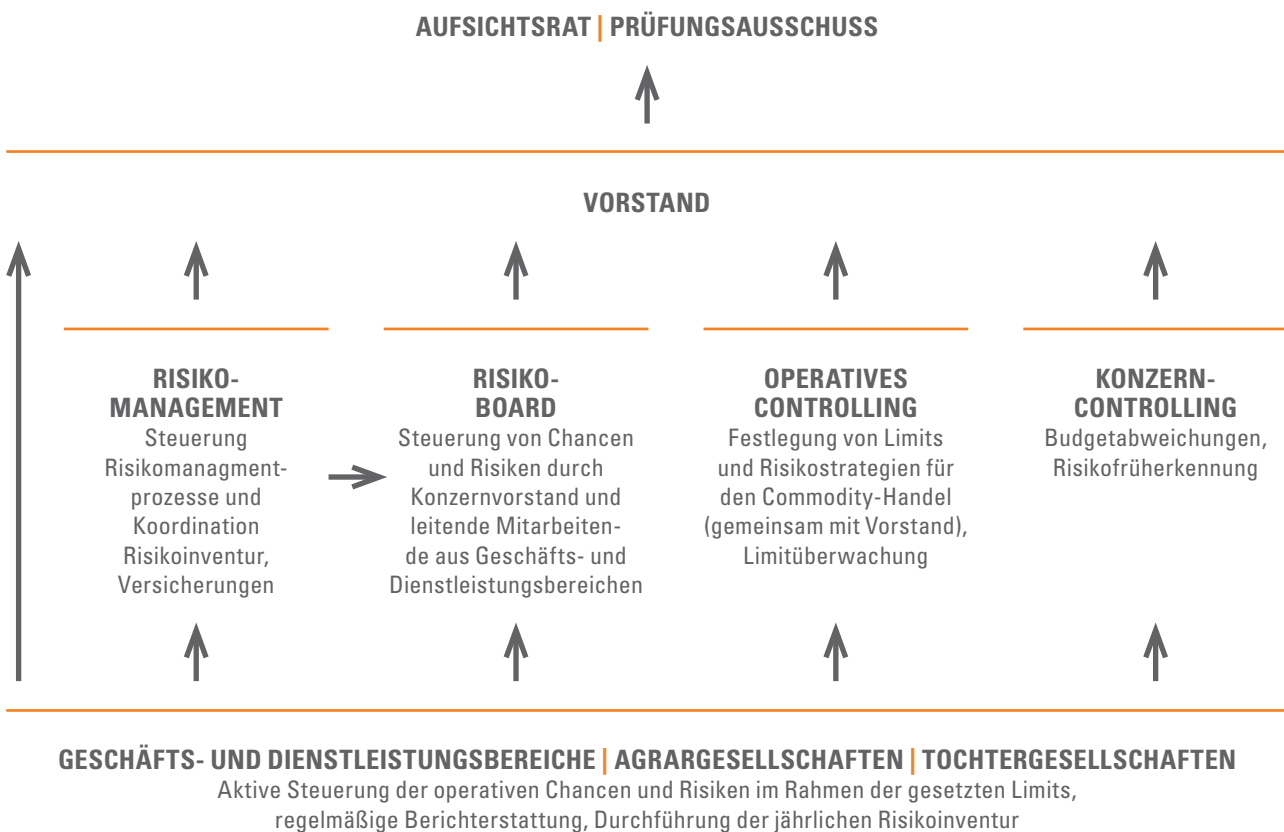 AUFSICHTSRAT | PRÜFUNGSAUSSCHUSS
VORSTAND
RISIKO-
MANAGEMENT
Steuerung
Risikomanagment-
prozesse und
Koordination
Risikoinventur,
Versicherungen
RISIKO-
BOARD
Steuerung von Chancen
und Risiken durch
Konzernvorstand und
leitende Mitarbeiten-
de aus Geschäfts- und
Dienstleistungsbereichen
OPERATIVES
CONTROLLING
Festlegung von Limits
und Risikostrategien für
den Commodity-Handel
(gemeinsam mit Vorstand),
Limitüberwachung
KONZERN-
CONTROLLING
Budgetabweichungen,
Risikofrüherkennung
GESCHÄFTS- UND DIENSTLEISTUNGSBEREICHE | AGRARGESELLSCHAFTEN | TOCHTERGESELLSCHAFTEN
Aktive Steuerung der operativen Chancen und Risiken im Rahmen der gesetzten Limits,
regelmäßige Berichterstattung, Durchführung der jährlichen Risikoinventur